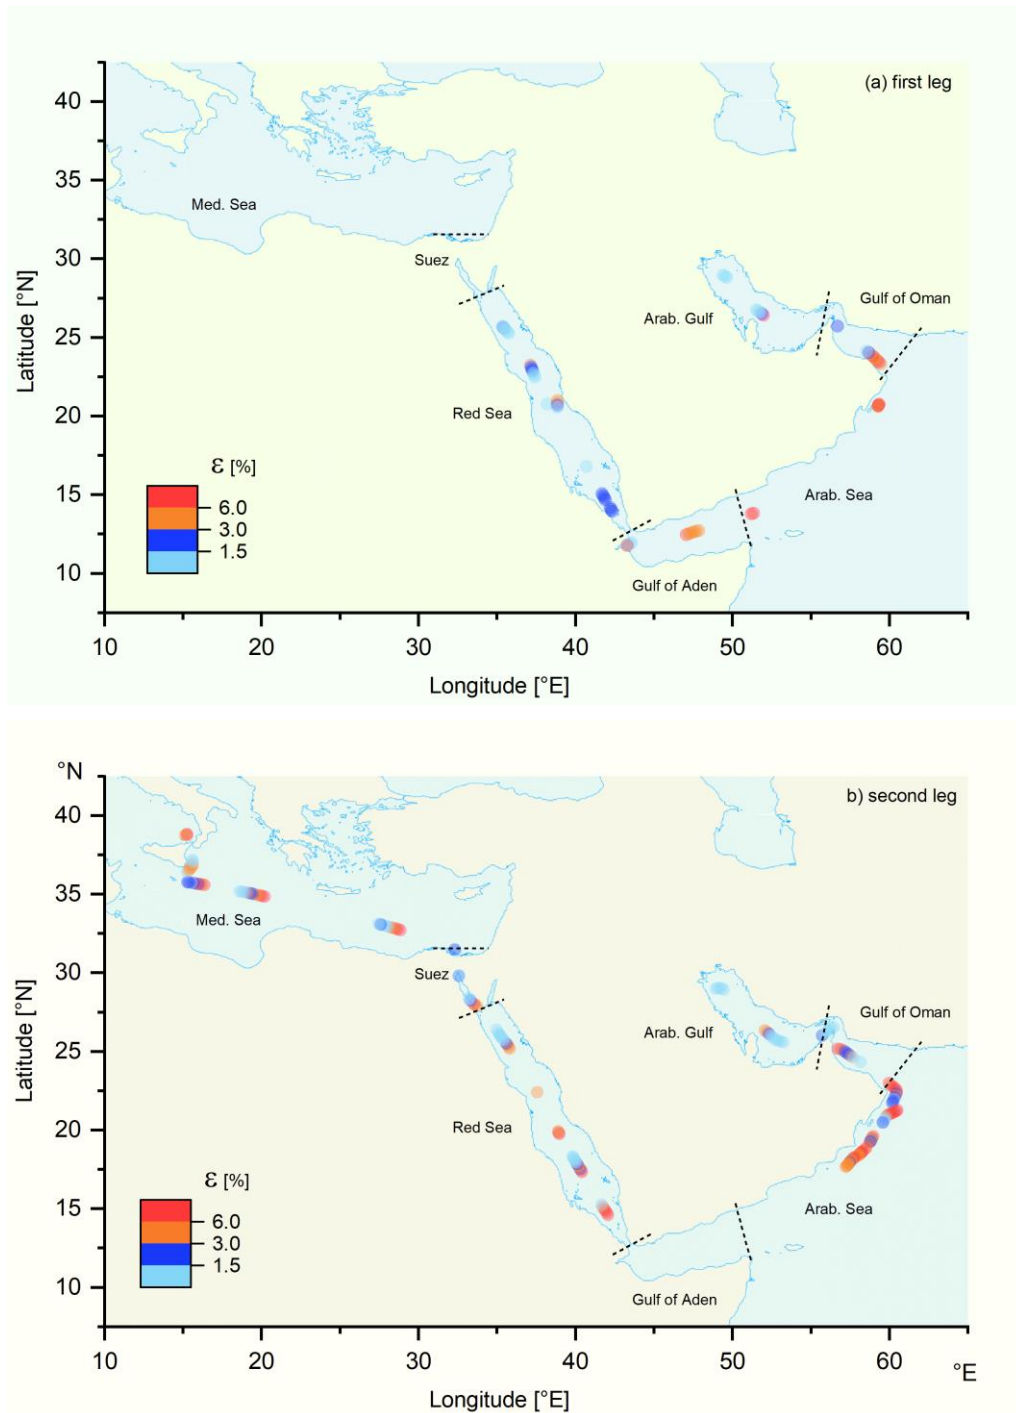 (a) first leg
40
35
Med. Sea
30
Suez
Gulf of Oman
Arab. Gulf
25
Latitude [°N]
Red Sea
20
ε [%]
Arab. Sea
15
6.0
3.0
1.5
10
Gulf of Aden
10 20 30 40 50 60
Longitude [°E]
°N
b) second leg
40
35
Med. Sea
30
Suez
Gulf of Oman
Arab. Gulf
25
Latitude [°N]
Red Sea
20
ε [%]
Arab. Sea
15
6.0
3.0
1.5
10
Gulf of Aden
10 20 30 40 50 60
°E
Longitude [°E]